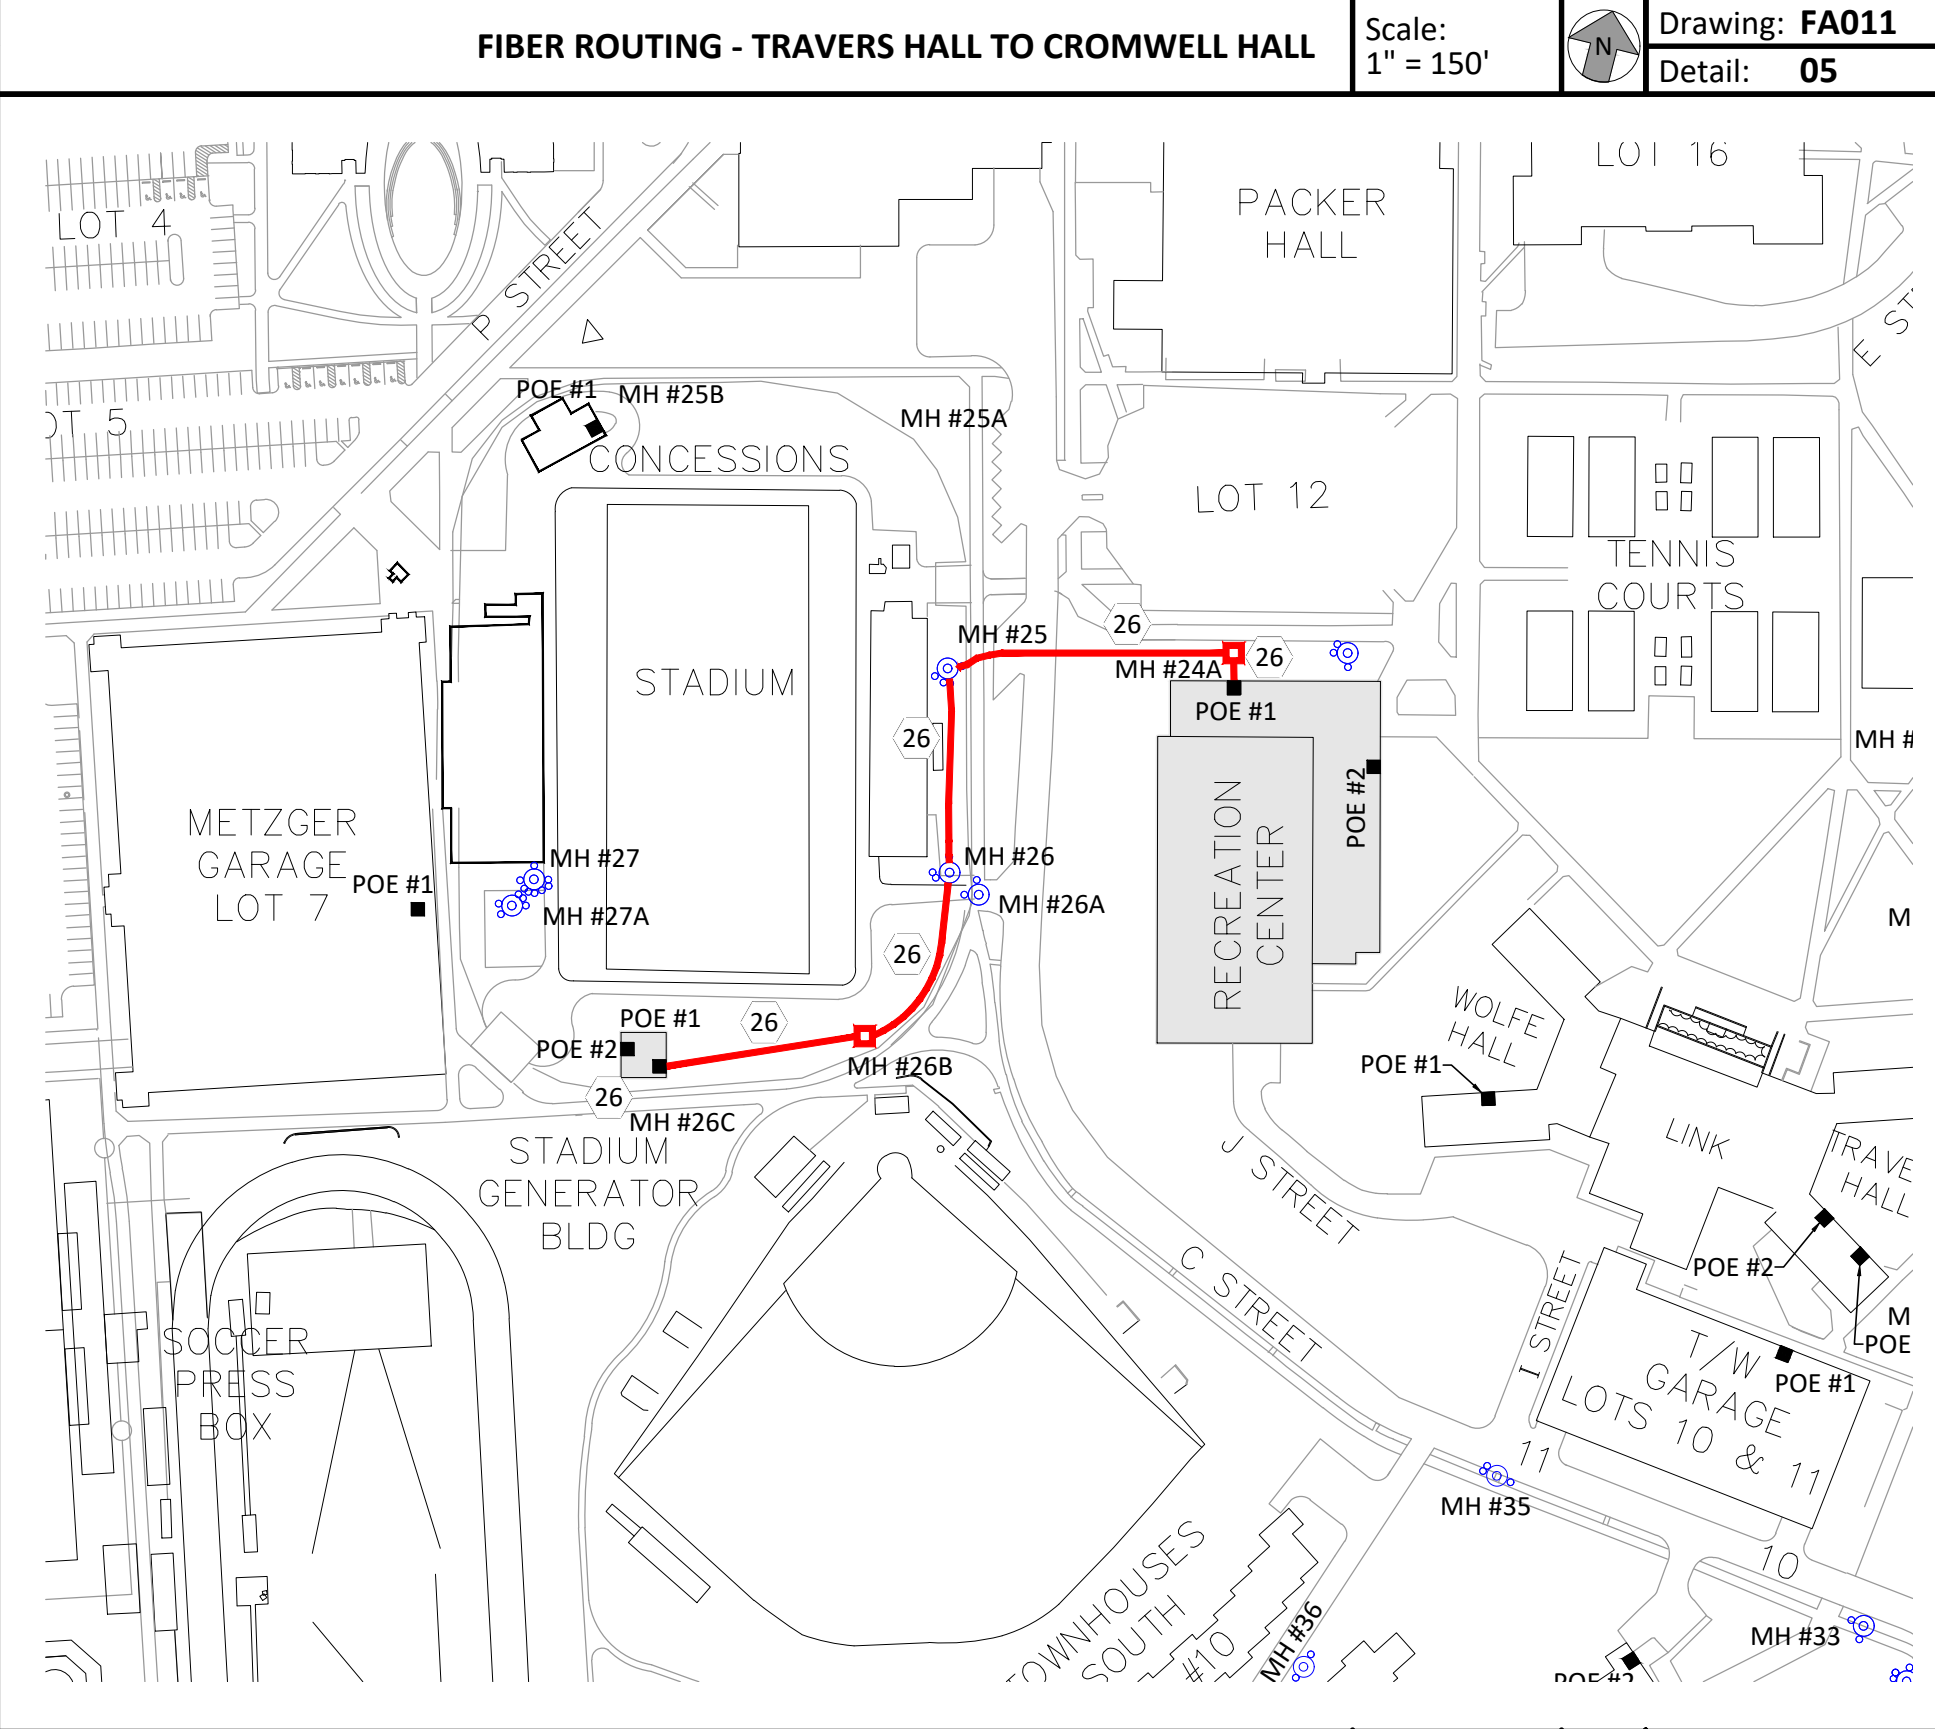 FIBER ROUTING - TRAVERS HALL TO CROMWELL HALL
Scale:
1" = 150'
N
Drawing: FA011
Detail: 05
LOT 16
PACKER
HALL
LOT 4
P STREET
E ST
POE #1
MH #25B
MH #25A
OT 5
CONCESSIONS
LOT 12
TENNIS
COURTS
26
MH #25
26
MH #24A
STADIUM
POE #1
26
MH #
POE #2
RECREATION
CENTER
METZGER
GARAGE
LOT 7
POE #1
MH #27
MH #27A
MH #26
MH #26A
M
26
WOLFE
HALL
POE #1
26
POE #2
MH #26B
POE #1
26
MH #26C
STADIUM
GENERATOR
BLDG
LINK
TRAVE
HALL
J STREET
C STREET
I STREET
POE #2
M
POE
SOCCER
PRESS
BOX
T/W
GARAGE
LOTS 10 & 11
POE #1
11
MH #35
10
TOWNHOUSES
SOUTH
#10
MH #36
MH #33
POE #2